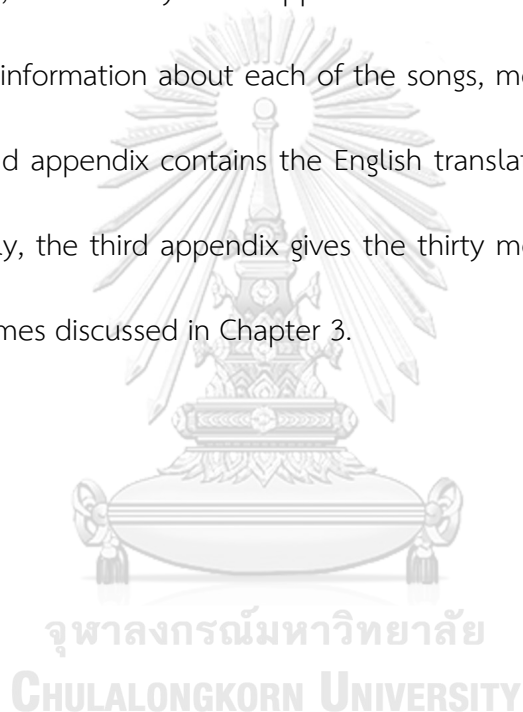 information about each of the songs, m
d appendix contains the English translat
ly, the third appendix gives the thirty m
mes discussed in Chapter 3.
จุฬาลงกรณ์มหาวิทยาลัย
CHULALONGKORN UNIVERSITY